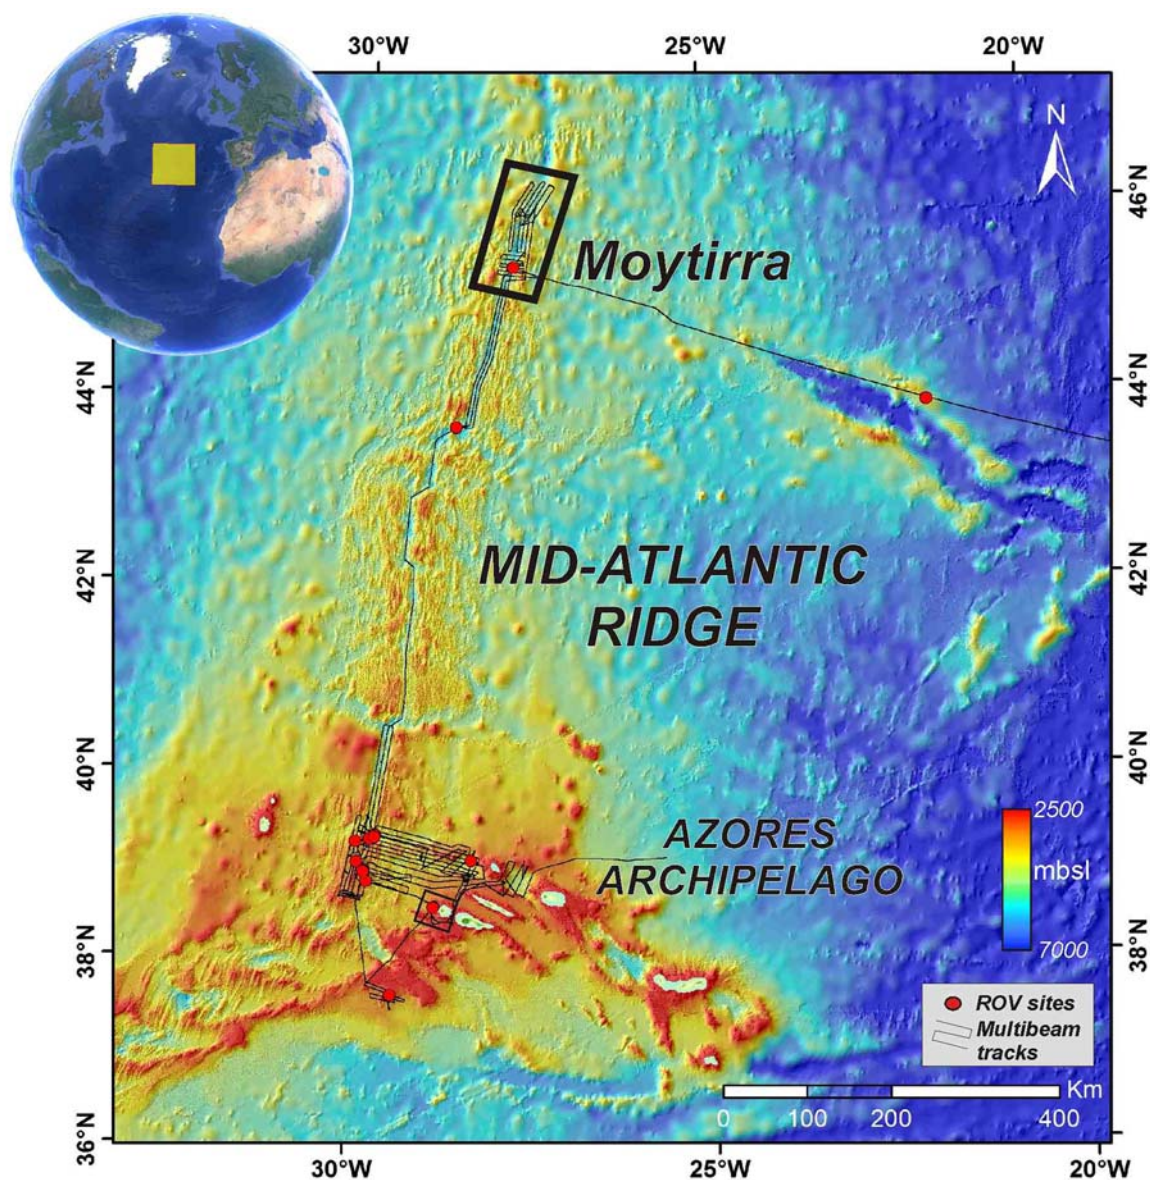 30°W
25°W
20°W
N
46°N
46°N
Moytirra
44°N
44°N
MID-ATLANTIC
RIDGE
42°N
42°N
40°N
40°N
AZORES
ARCHIPELAGO
2500
mbsl
7000
38°N
38°N
ROV sites
Multibeam
tracks
Km
0
100
200
400
36°N
30°W
25°W
20°W